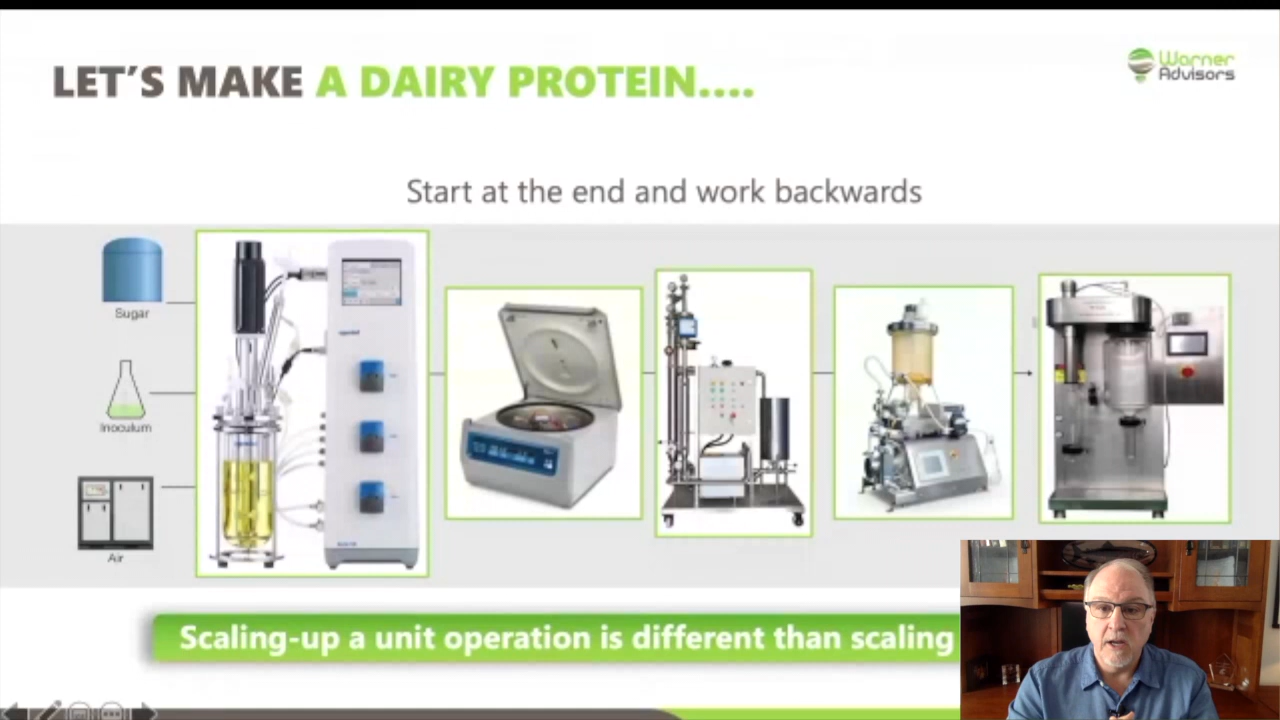 LET'S MAKE A DAIRY PROTEIN....
Warner
Advisors
Start at the end and work backwards
Sugar
Inoculum
Air
Scaling-up a unit operation is different than scaling